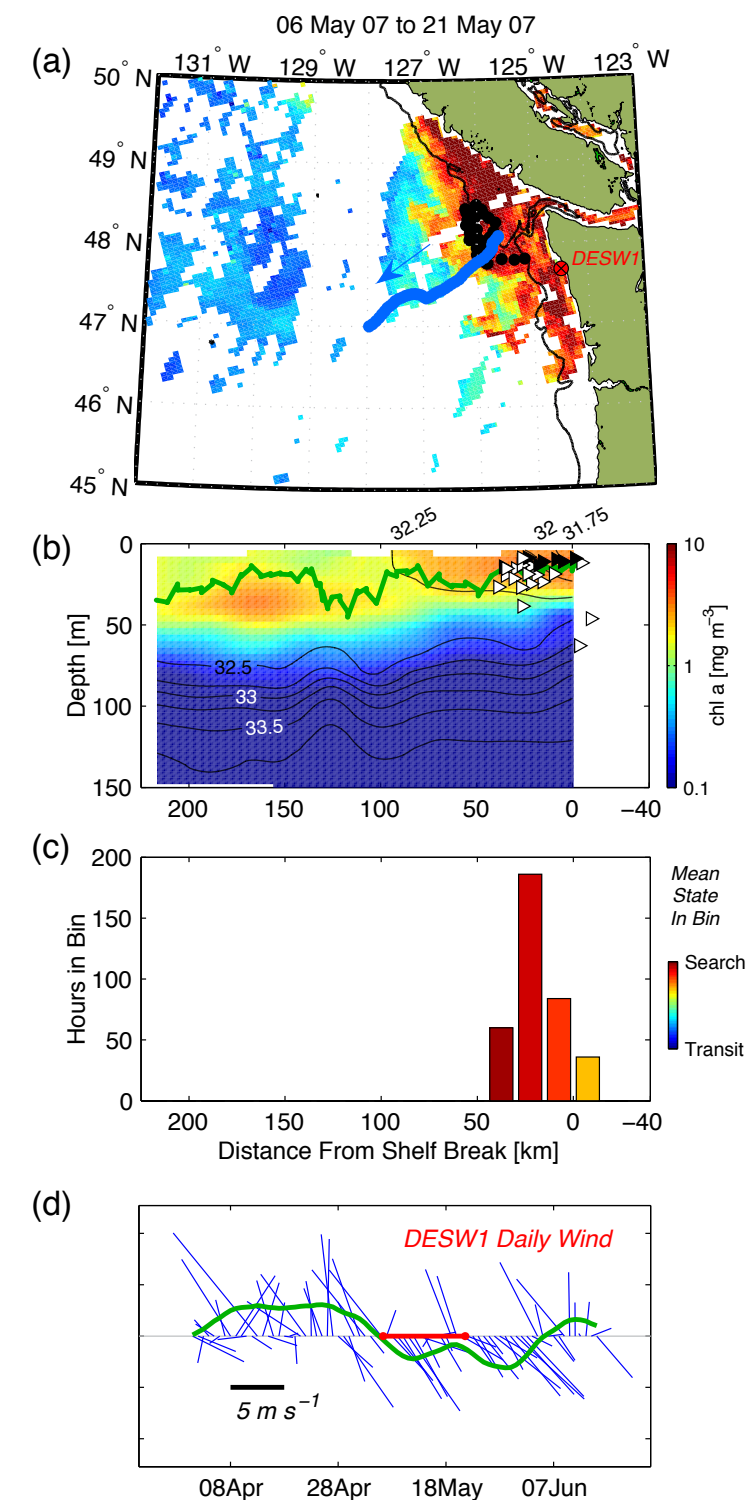 06 May 07 to 21 May 07
(a)
131° W 129° W 127° W 125° W 123° W
50° N
49° N
48° N
47° N
46° N
45° N
DESW1
(b)
32.25 32 31.75
0
50
100
150
Depth [m]
32.5
33
33.5
200 150 100 50 0 −40
10
1
0.1
chl a [mg m−3]
(c)
200
150
100
50
0
Hours in Bin
200 150 100 50 0 −40
Distance From Shelf Break [km]
Mean
State
In Bin
Search
Transit
(d)
DESW1 Daily Wind
5 m s−1
08Apr 28Apr 18May 07Jun